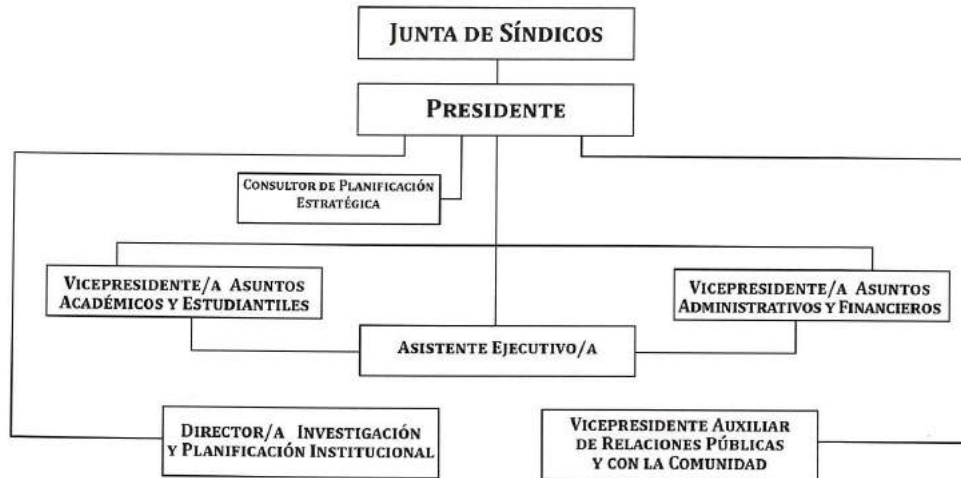 JUNTA DE SÍNDICOS
PRESIDENTE
CONSULTOR DE PLANIFICACIÓN
ESTRATÉGICA
VICEPRESIDENTE/A ASUNTOS
ACADÉMICOS Y ESTUDIANTILES
VICEPRESIDENTE/A ASUNTOS
ADMINISTRATIVOS Y FINANCIEROS
ASISTENTE EJECUTIVO/A
DIRECTOR/A INVESTIGACIÓN
Y PLANIFICACIÓN INSTITUCIONAL
VICEPRESIDENTE AUXILIAR
DE RELACIONES PÚBLICAS
Y CON LA COMUNIDAD